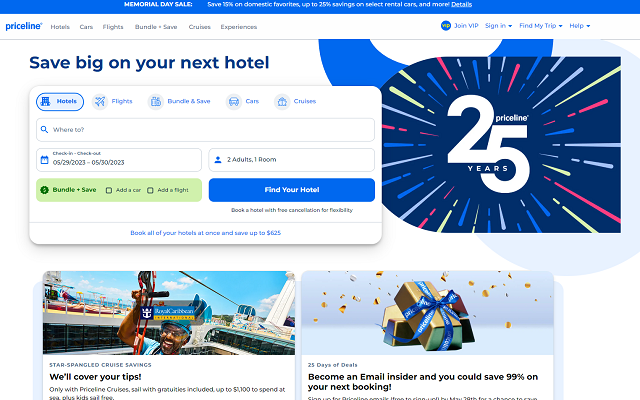 MEMORIAL DAY SALE: Save 15% on domestic favorites, up to 25% savings on select rental cars, and more! Details
priceline® Hotels Cars Flights Bundle + Save Cruises Experiences VIP Join VIP Sign in Find My Trip Help
Save big on your next hotel
Hotels Flights Bundle & Save Cars Cruises
Where to?
Check-in - Check-out
05/29/2023 – 05/30/2023
2 Adults, 1 Room
$ Bundle + Save Add a car Add a flight
Find Your Hotel
Book a hotel with free cancellation for flexibility
Book all of your hotels at once and save up to $625
priceline®
25
YEARS
RoyalCaribbean
INTERNATIONAL
STAR-SPANGLED CRUISE SAVINGS
We'll cover your tips!
Only with Priceline Cruises, sail with gratuities included, up to $1,100 to spend at
sea, plus kids sail free.
25 Days of Deals
Become an Email insider and you could save 99% on
your next booking!
Sign up for Priceline emails (free to sign-up!) by May 28th for a chance to save